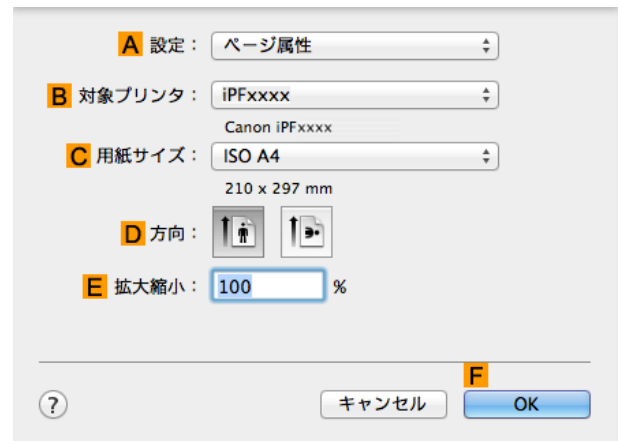 A 設定： ページ属性
B 対象プリンタ： iPFxxxx
Canon iPFxxxx
C 用紙サイズ： ISO A4
210 x 297 mm
D 方向：
E 拡大縮小： 100 %
F
? キャンセル OK